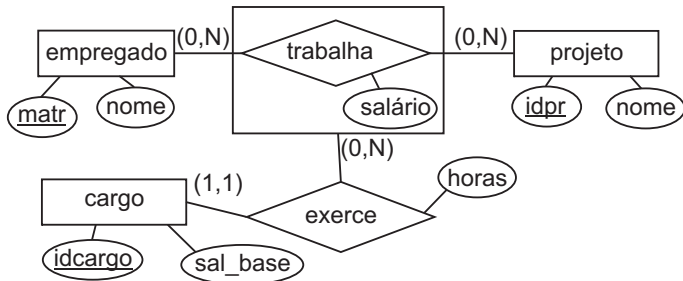 (0,N)
(0,N)
empregado
trabalha
projeto
matr
nome
salário
idpr
nome
(0,N)
(1,1)
horas
cargo
exerce
idcargo
sal_base